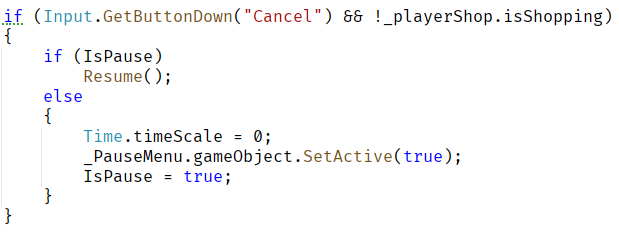 if (Input.GetButtonDown("Cancel") && !_playerShop.isShopping)
{
    if (IsPause)
        Resume();
    else
    {
        Time.timeScale = 0;
        _PauseMenu.gameObject.SetActive(true);
        IsPause = true;
    }
}